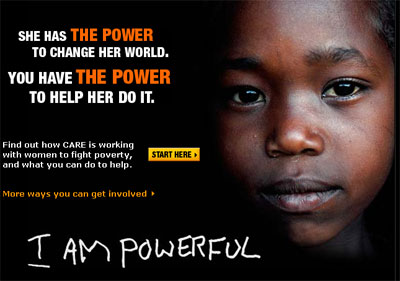 SHE HAS THE POWER
TO CHANGE HER WORLD.
YOU HAVE THE POWER
TO HELP HER DO IT.
Find out how CARE is working
with women to fight poverty,
and what you can do to help.
START HERE
More ways you can get involved
I AM POWERFUL